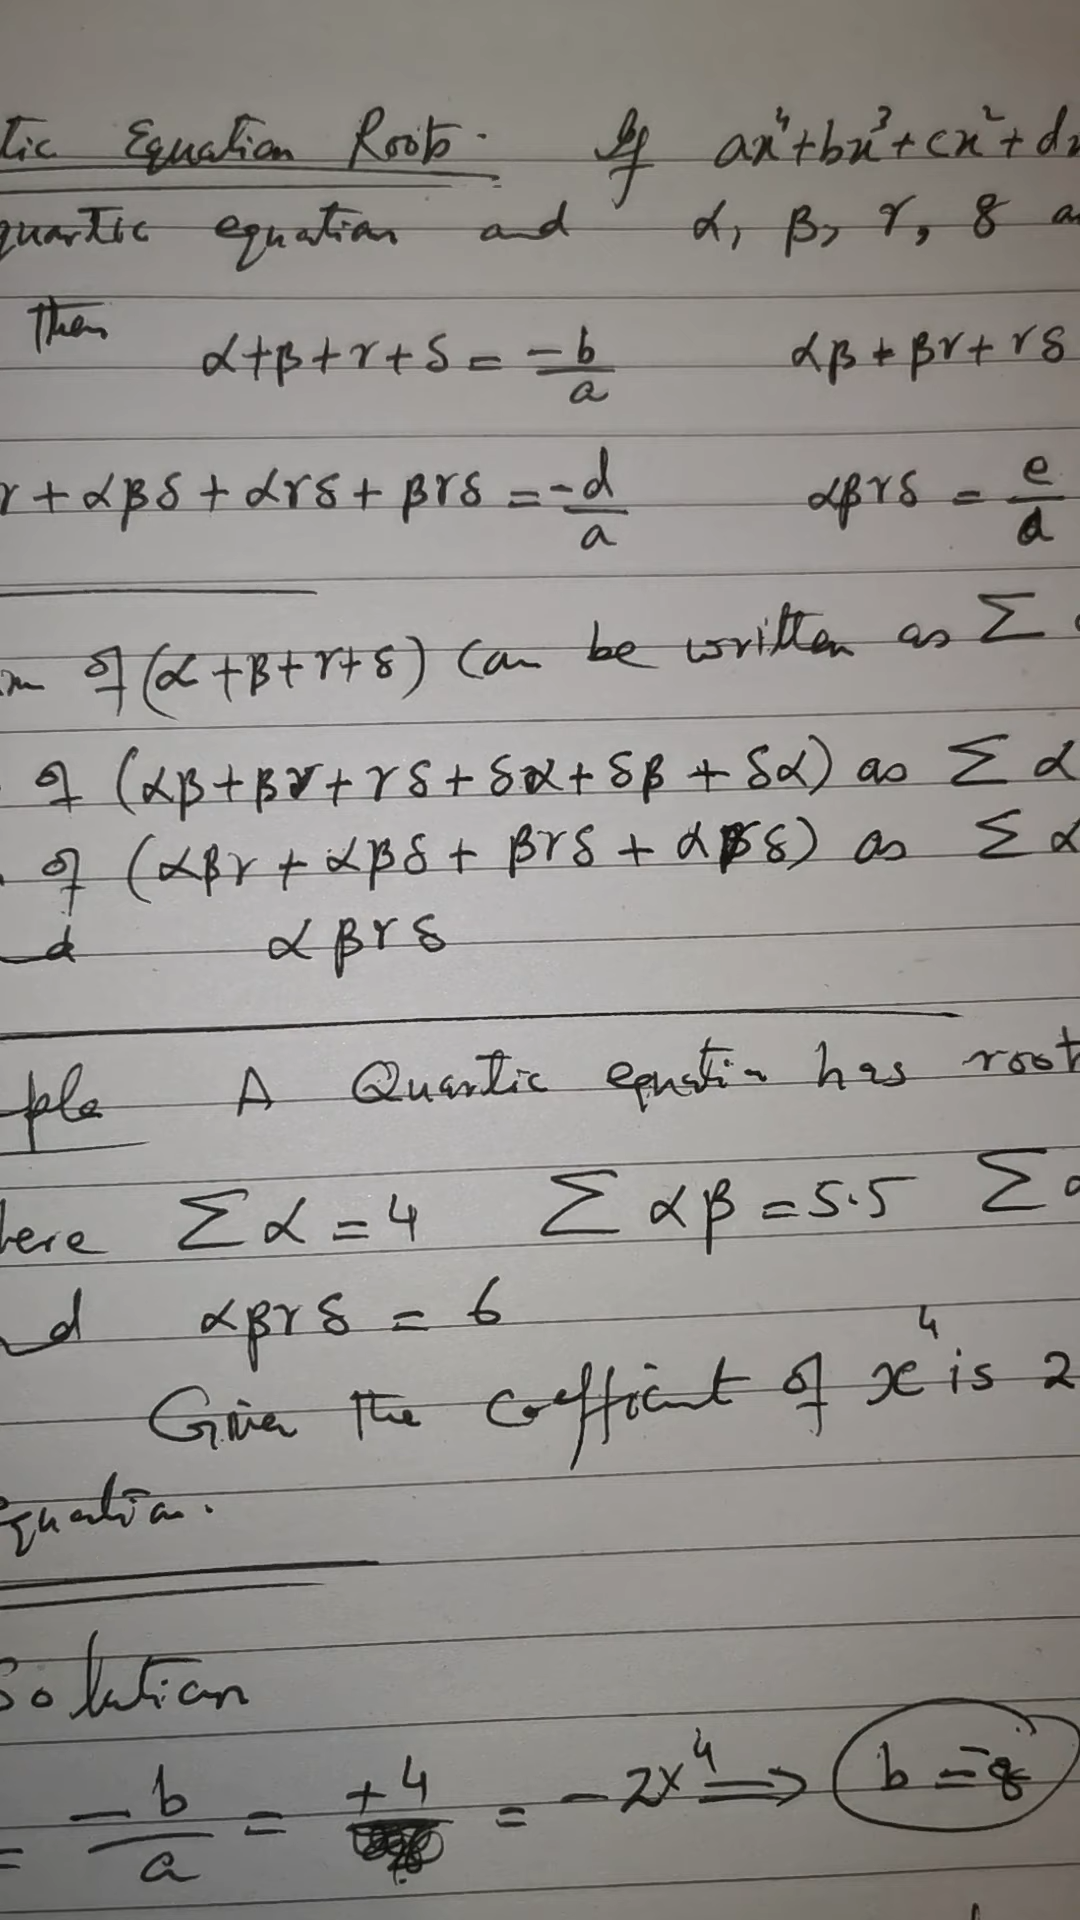 tic Equation Roots. If ax⁴+bx³+cx²+dx
quartic equation and α, β, γ, δ a
Then α+β+γ+δ = -b/a αβ + βγ + γδ
γ + αβδ + αγδ + βγδ = -d/a αβγδ = e/a
m of (α+β+γ+δ) can be written as Σ
of (αβ+βγ+γδ+δα+δβ+δα) as Σ α
of (αβγ + αβδ + βγδ + αβδ) as Σ α
d αβγδ
ple A Quartic equation has root
here Σα=4 Σαβ=5.5 Σα
d αβγδ = 6
Given the coefficient of x⁴ is 2
equation.
Solution
= -b/a = +4 = -2x4 ⇒ b=-8